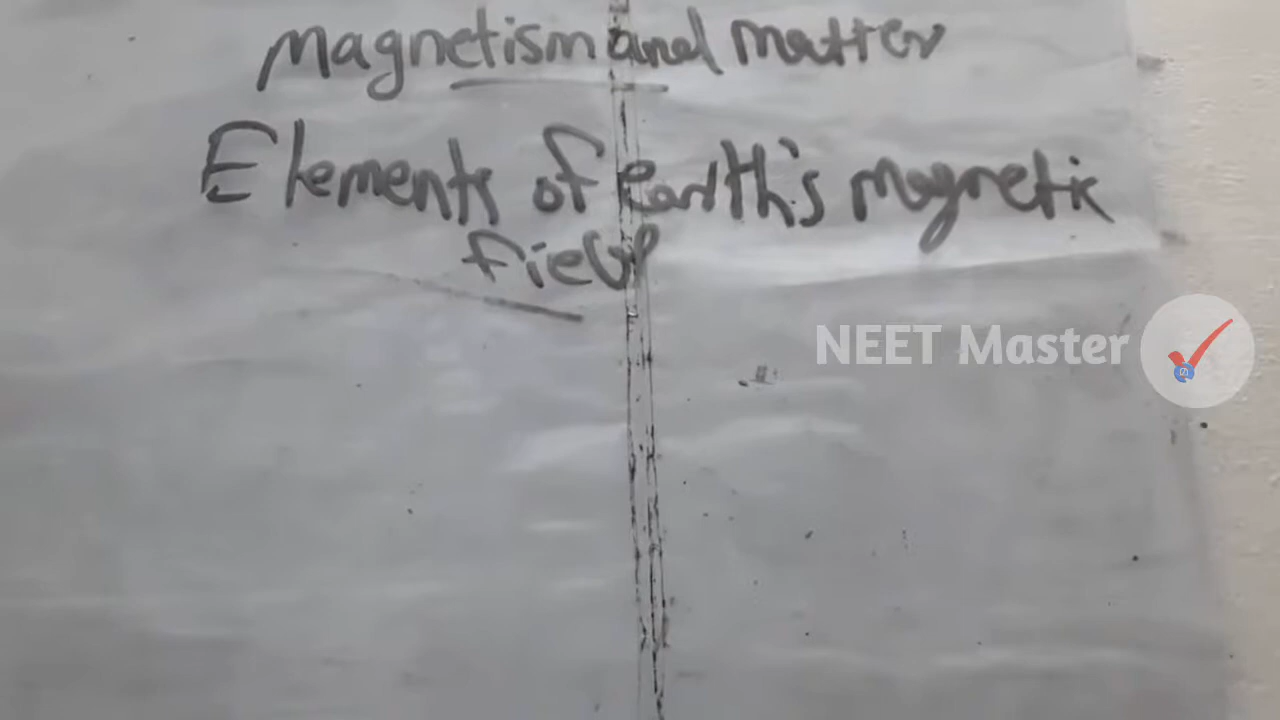 Magnetism and matter
Elements of Earth's magnetic
field
NEET Master